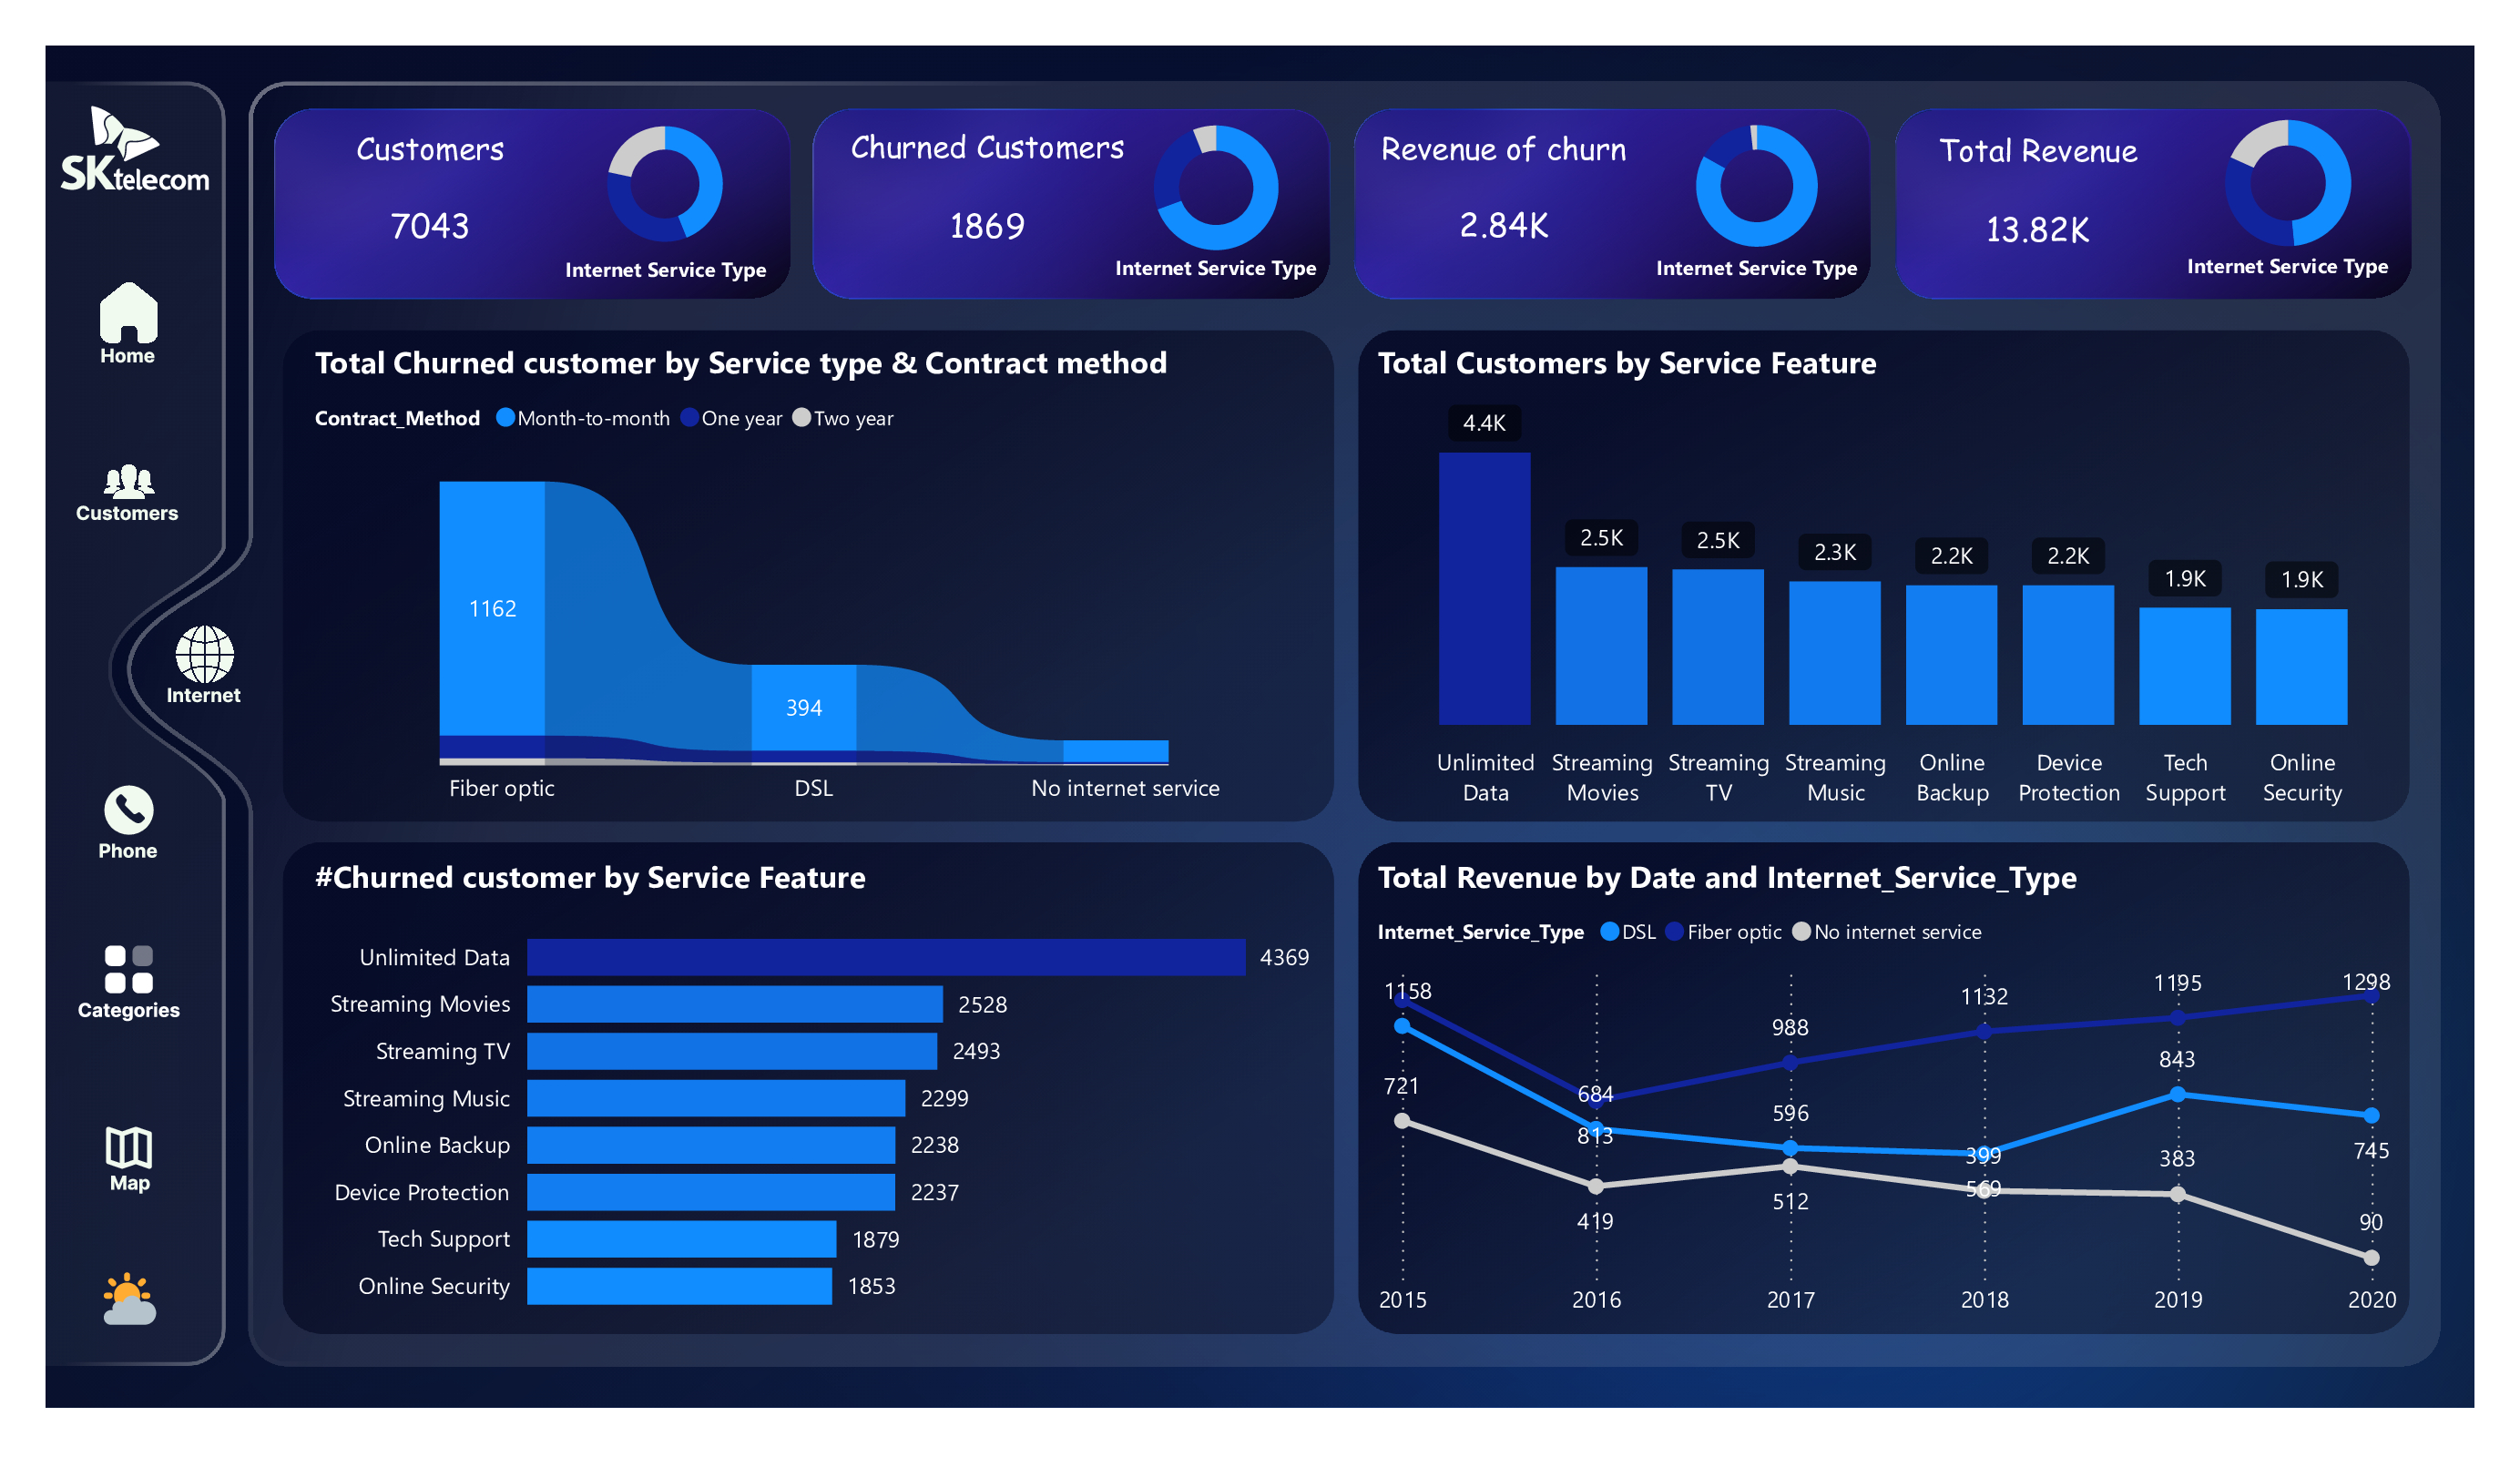 SK telecom
Home
Customers
Internet
Phone
Categories
Map
Customers
7043
Internet Service Type
Churned Customers
1869
Internet Service Type
Revenue of churn
2.84K
Internet Service Type
Total Revenue
13.82K
Internet Service Type
Total Churned customer by Service type & Contract method
Contract_Method Month-to-month One year Two year
1162
394
Fiber optic DSL No internet service
Total Customers by Service Feature
4.4K
2.5K
2.5K
2.3K
2.2K
2.2K
1.9K
1.9K
Unlimited Data
Streaming Movies
Streaming TV
Streaming Music
Online Backup
Device Protection
Tech Support
Online Security
#Churned customer by Service Feature
Unlimited Data 4369
Streaming Movies 2528
Streaming TV 2493
Streaming Music 2299
Online Backup 2238
Device Protection 2237
Tech Support 1879
Online Security 1853
Total Revenue by Date and Internet_Service_Type
Internet_Service_Type DSL Fiber optic No internet service
1158 684 988 1132 1195 1298
813 596 569 843 745
721 419 512 399 383 90
2015 2016 2017 2018 2019 2020